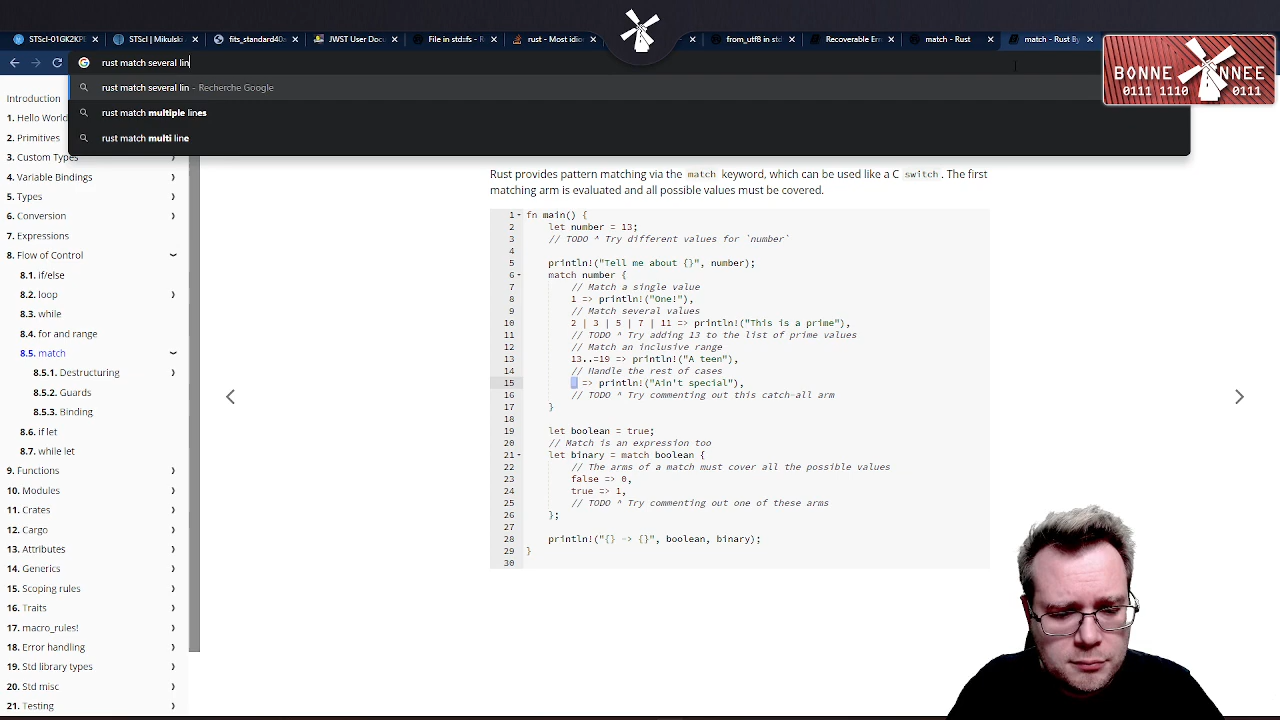 STScI-01GK2KP
STScI | Mikulski
fits_standard40a
JWST User Doc
File in std::fs - R
rust - Most idiom
from_utf8 in std
Recoverable Err
match - Rust
match - Rust By
rust match several lin
rust match several lin - Recherche Google
rust match multiple lines
rust match multi line
BONNE NNEE
0111 1110 0111
Introduction
1. Hello World
2. Primitives
3. Custom Types
4. Variable Bindings
5. Types
6. Conversion
7. Expressions
8. Flow of Control
8.1. if/else
8.2. loop
8.3. while
8.4. for and range
8.5. match
8.5.1. Destructuring
8.5.2. Guards
8.5.3. Binding
8.6. if let
8.7. while let
9. Functions
10. Modules
11. Crates
12. Cargo
13. Attributes
14. Generics
15. Scoping rules
16. Traits
17. macro_rules!
18. Error handling
19. Std library types
20. Std misc
21. Testing
Rust provides pattern matching via the match keyword, which can be used like a C switch. The first
matching arm is evaluated and all possible values must be covered.
1 fn main() {
2 let number = 13;
3 // TODO ^ Try different values for `number`
4
5 println!("Tell me about {}", number);
6 match number {
7 // Match a single value
8 1 => println!("One!"),
9 // Match several values
10 2 | 3 | 5 | 7 | 11 => println!("This is a prime"),
11 // TODO ^ Try adding 13 to the list of prime values
12 // Match an inclusive range
13 13..=19 => println!("A teen"),
14 // Handle the rest of cases
15 _ => println!("Ain't special"),
16 // TODO ^ Try commenting out this catch-all arm
17 }
18
19 let boolean = true;
20 // Match is an expression too
21 let binary = match boolean {
22 // The arms of a match must cover all the possible values
23 false => 0,
24 true => 1,
25 // TODO ^ Try commenting out one of these arms
26 };
27
28 println!("{} -> {}", boolean, binary);
29 }
30